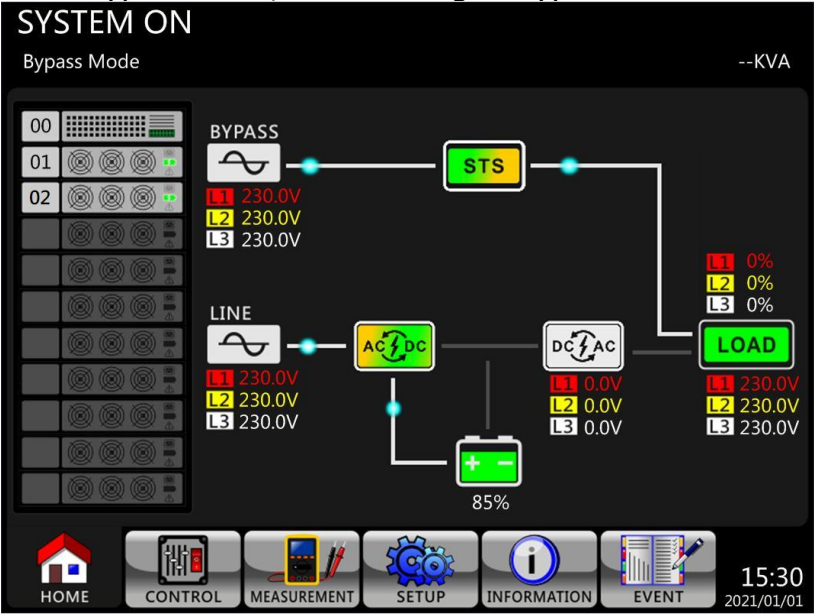 SYSTEM ON
Bypass Mode
--KVA
00
01
02
BYPASS
L1 230.0V
L2 230.0V
L3 230.0V
STS
L1 0%
L2 0%
L3 0%
LINE
AC DC
DC AC
LOAD
L1 230.0V
L2 230.0V
L3 230.0V
L1 0.0V
L2 0.0V
L3 0.0V
L1 230.0V
L2 230.0V
L3 230.0V
+ -
85%
HOME
CONTROL
MEASUREMENT
SETUP
INFORMATION
EVENT
15:30
2021/01/01